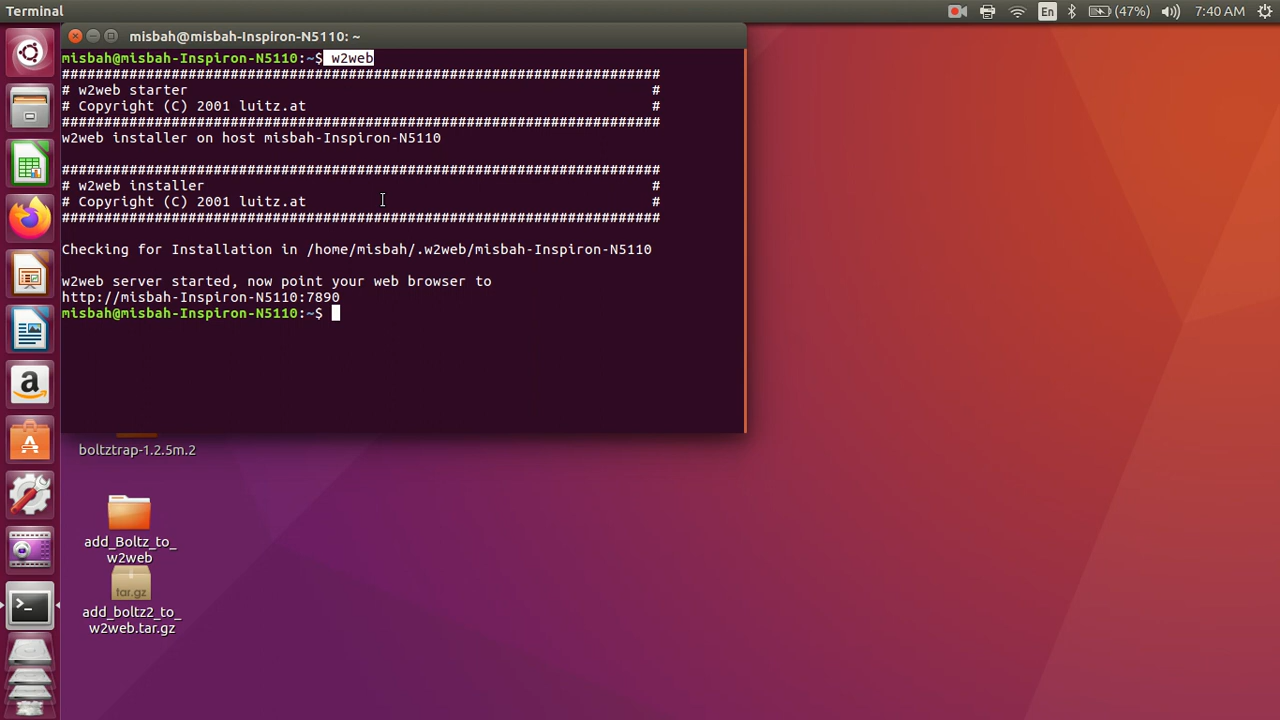 Terminal
En
(47%)
7:40 AM
misbah@misbah-Inspiron-N5110: ~
misbah@misbah-Inspiron-N5110:~$ w2web
#######################################################################
# w2web starter #
# Copyright (C) 2001 luitz.at #
#######################################################################
w2web installer on host misbah-Inspiron-N5110
#######################################################################
# w2web installer #
# Copyright (C) 2001 luitz.at #
#######################################################################
Checking for Installation in /home/misbah/.w2web/misbah-Inspiron-N5110
w2web server started, now point your web browser to
http://misbah-Inspiron-N5110:7890
misbah@misbah-Inspiron-N5110:~$
boltztrap-1.2.5m.2
add_Boltz_to_
w2web
tar.gz
add_boltz2_to_
w2web.tar.gz